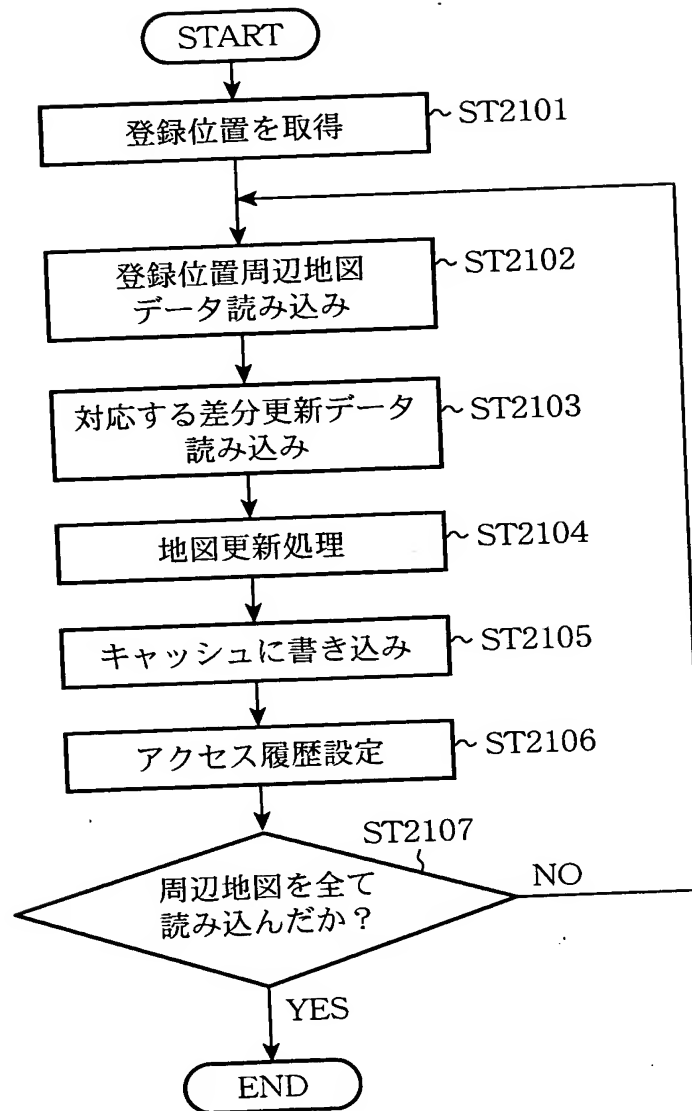 START
登録位置を取得
ST2101
登録位置周辺地図
データ読み込み
ST2102
対応する差分更新データ
読み込み
ST2103
地図更新処理
ST2104
キャッシュに書き込み
ST2105
アクセス履歴設定
ST2106
ST2107
周辺地図を全て
読み込んだか？
NO
YES
END